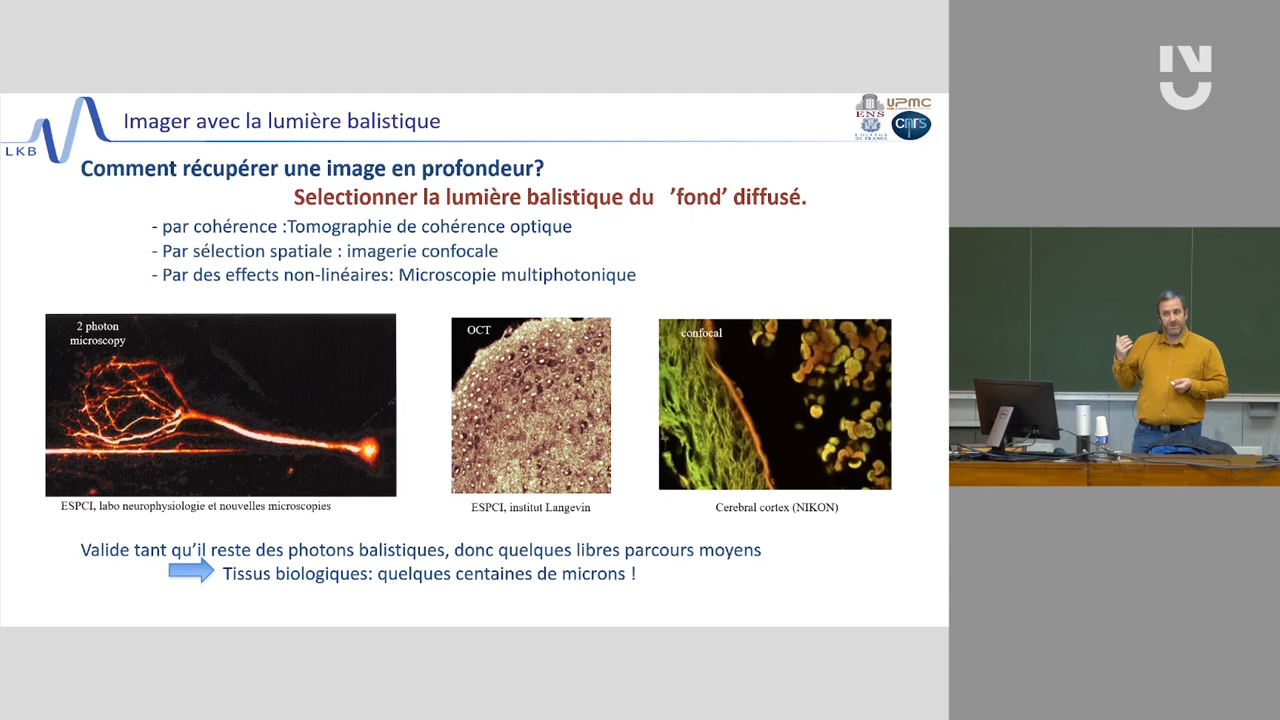 Imager avec la lumière balistique
LKB
UPMC
ENS
CNRS
COLLÈGE
DE FRANCE
Comment récupérer une image en profondeur?
Selectionner la lumière balistique du ’fond’ diffusé.
- par cohérence :Tomographie de cohérence optique
- Par sélection spatiale : imagerie confocale
- Par des effects non-linéaires: Microscopie multiphotonique
2 photon
microscopy
OCT
confocal
ESPCI, labo neurophysiologie et nouvelles microscopies
ESPCI, institut Langevin
Cerebral cortex (NIKON)
Valide tant qu’il reste des photons balistiques, donc quelques libres parcours moyens
Tissus biologiques: quelques centaines de microns !